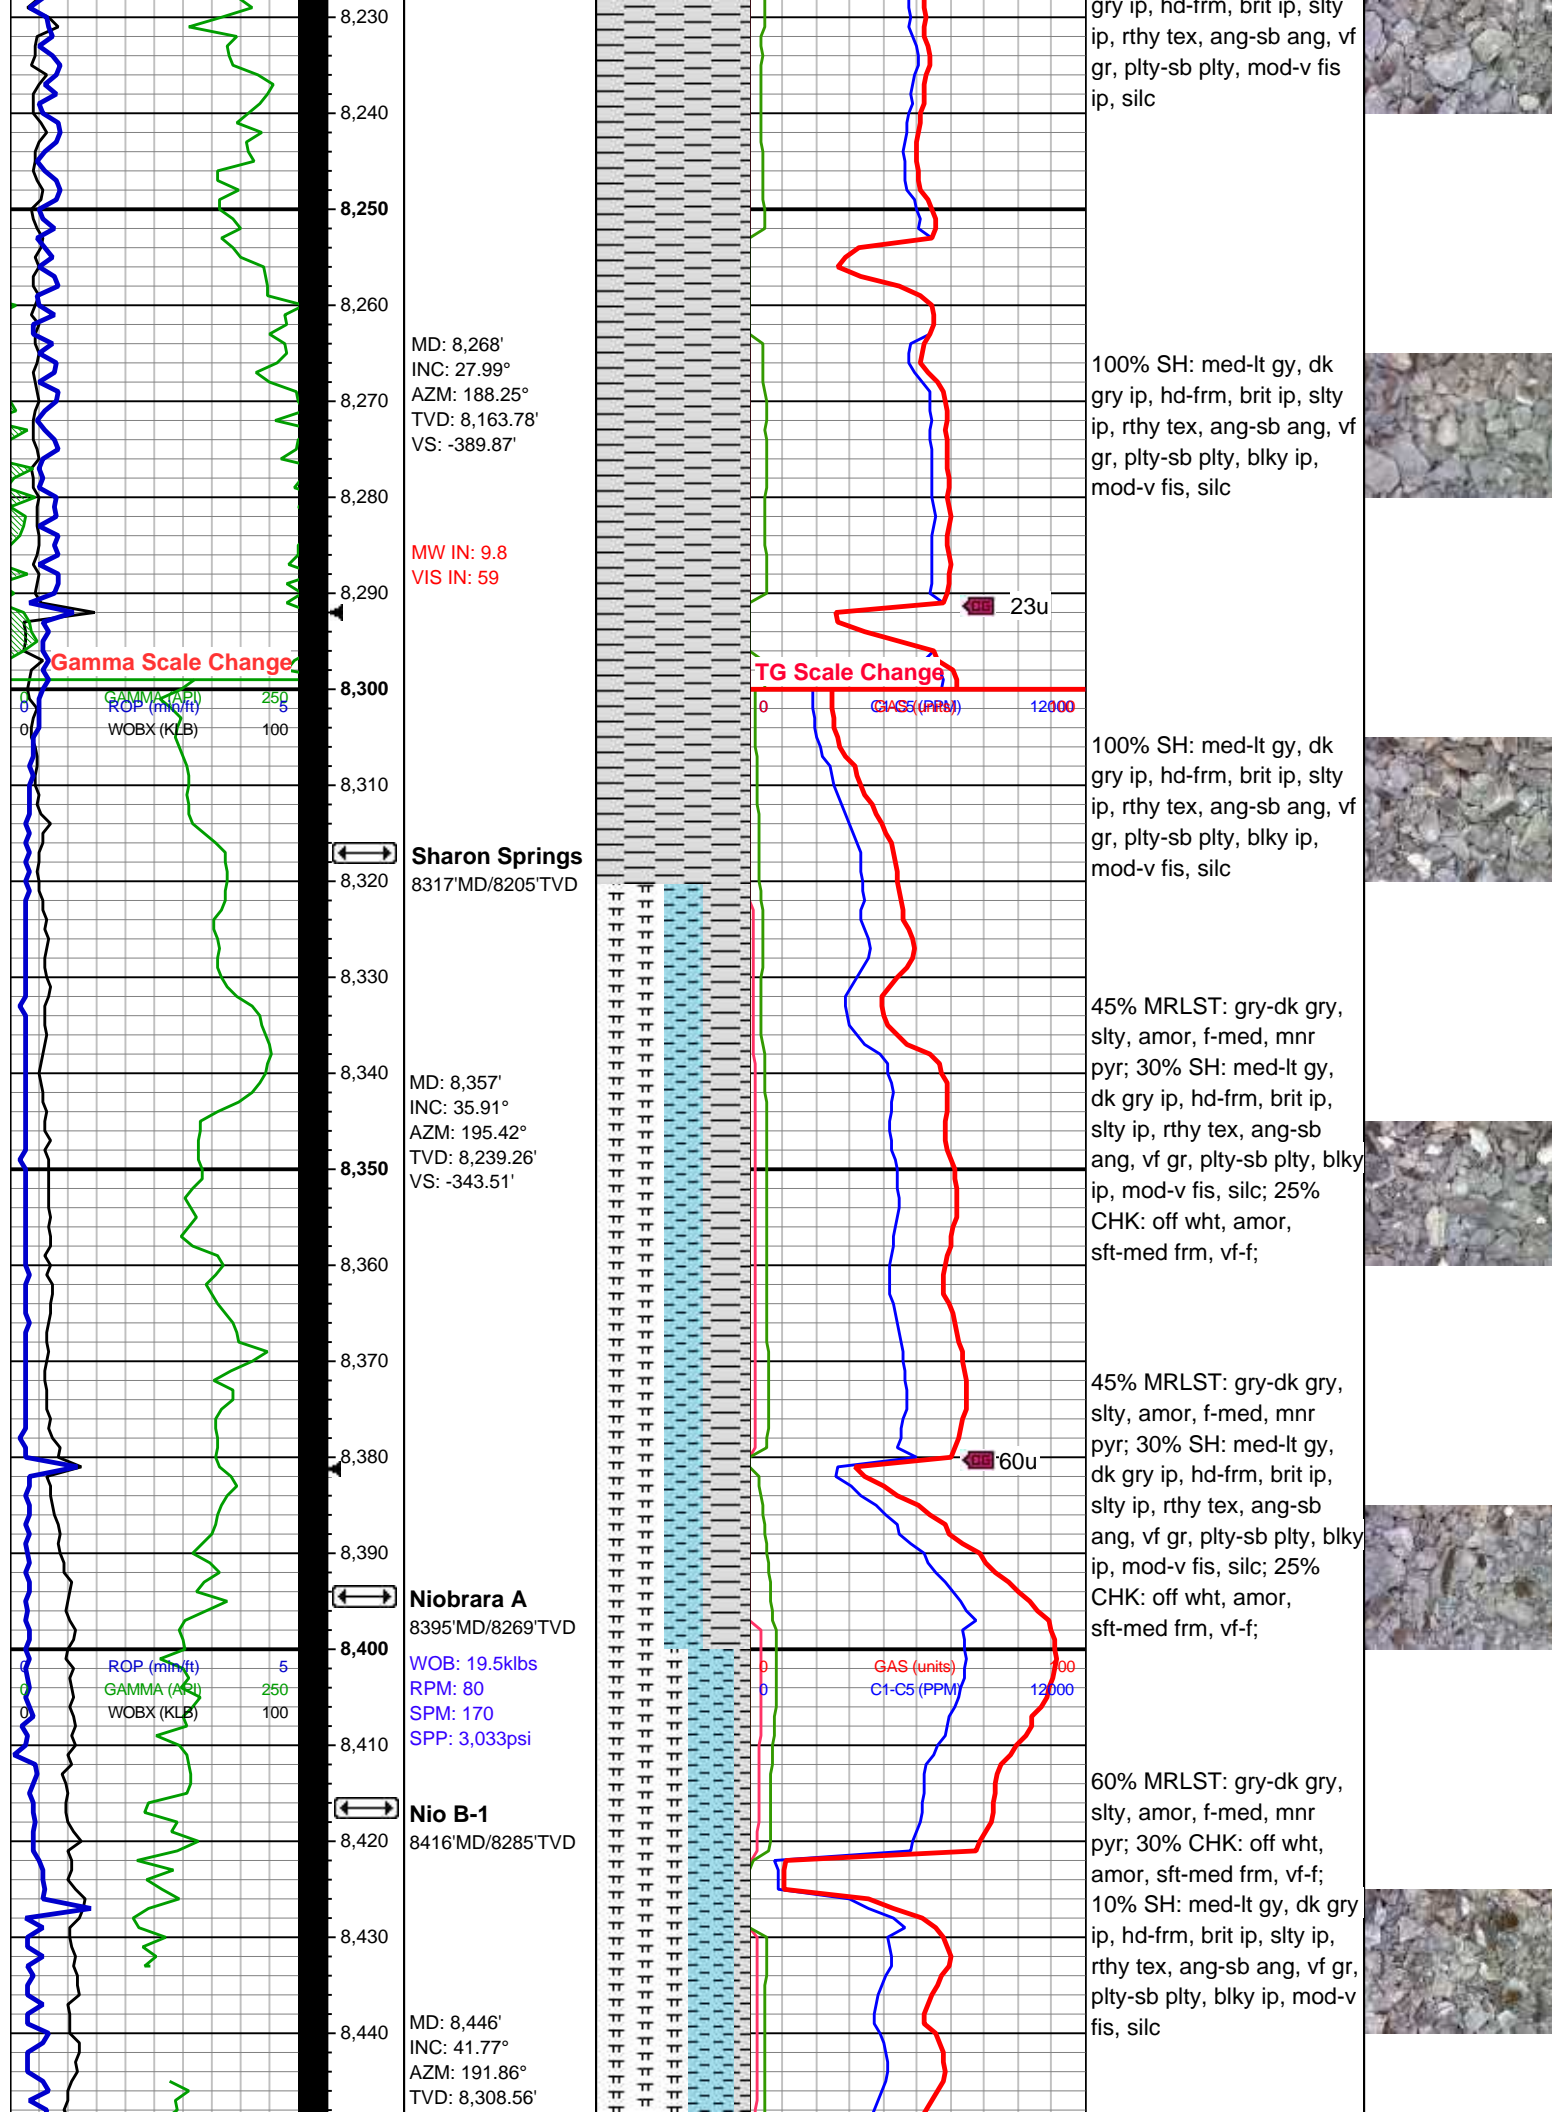 8,230
8,240
8,250
8,260
8,270
8,280
8,290
8,300
8,310
8,320
8,330
8,340
8,350
8,360
8,370
8,380
8,390
8,400
8,410
8,420
8,430
8,440
Gamma Scale Change
0 GAMMA (API) 250
0 ROP (min/ft) 5
0 WOBX (KLB) 100
0 ROP (min/ft) 5
0 GAMMA (API) 250
0 WOBX (KLB) 100
MD: 8,268'
INC: 27.99°
AZM: 188.25°
TVD: 8,163.78'
VS: -389.87'
MW IN: 9.8
VIS IN: 59
Sharon Springs
8317'MD/8205'TVD
MD: 8,357'
INC: 35.91°
AZM: 195.42°
TVD: 8,239.26'
VS: -343.51'
Niobrara A
8395'MD/8269'TVD
WOB: 19.5klbs
RPM: 80
SPM: 170
SPP: 3,033psi
Nio B-1
8416'MD/8285'TVD
MD: 8,446'
INC: 41.77°
AZM: 191.86°
TVD: 8,308.56'
CG 23u
TG Scale Change
0 GAS (units) 100
C1-C5 (PPM) 12000
CG 60u
0 GAS (units) 100
0 C1-C5 (PPM) 12000
gry ip, hd-frm, brit ip, slty
ip, rthy tex, ang-sb ang, vf
gr, plty-sb plty, mod-v fis
ip, silc
100% SH: med-lt gy, dk
gry ip, hd-frm, brit ip, slty
ip, rthy tex, ang-sb ang, vf
gr, plty-sb plty, blky ip,
mod-v fis, silc
100% SH: med-lt gy, dk
gry ip, hd-frm, brit ip, slty
ip, rthy tex, ang-sb ang, vf
gr, plty-sb plty, blky ip,
mod-v fis, silc
45% MRLST: gry-dk gry,
slty, amor, f-med, mnr
pyr; 30% SH: med-lt gy,
dk gry ip, hd-frm, brit ip,
slty ip, rthy tex, ang-sb
ang, vf gr, plty-sb plty, blky
ip, mod-v fis, silc; 25%
CHK: off wht, amor,
sft-med frm, vf-f;
45% MRLST: gry-dk gry,
slty, amor, f-med, mnr
pyr; 30% SH: med-lt gy,
dk gry ip, hd-frm, brit ip,
slty ip, rthy tex, ang-sb
ang, vf gr, plty-sb plty, blky
ip, mod-v fis, silc; 25%
CHK: off wht, amor,
sft-med frm, vf-f;
60% MRLST: gry-dk gry,
slty, amor, f-med, mnr
pyr; 30% CHK: off wht,
amor, sft-med frm, vf-f;
10% SH: med-lt gy, dk gry
ip, hd-frm, brit ip, slty ip,
rthy tex, ang-sb ang, vf gr,
plty-sb plty, blky ip, mod-v
fis, silc